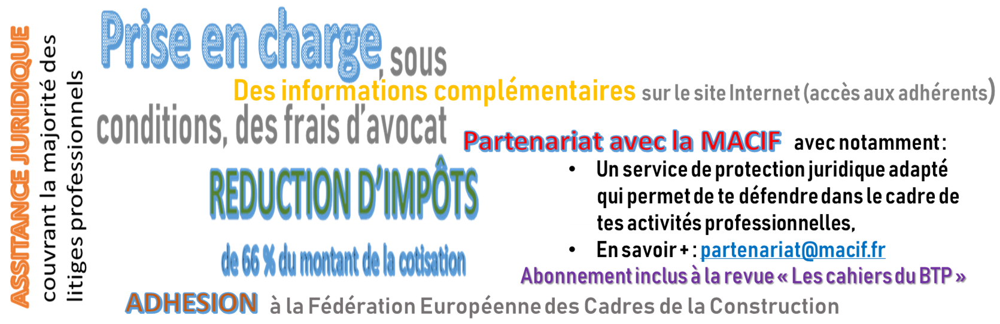 ASSITANCE JURIDIQUE
couvrant la majorité des
litiges professionnels
Prise en charge, sous
conditions, des frais d’avocat
Des informations complémentaires sur le site Internet (accès aux adhérents)
REDUCTION D’IMPÔTS
de 66 % du montant de la cotisation
Partenariat avec la MACIF avec notamment :
• Un service de protection juridique adapté
qui permet de te défendre dans le cadre de
tes activités professionnelles,
• En savoir + : partenariat@macif.fr
Abonnement inclus à la revue « Les cahiers du BTP »
ADHESION à la Fédération Européenne des Cadres de la Construction